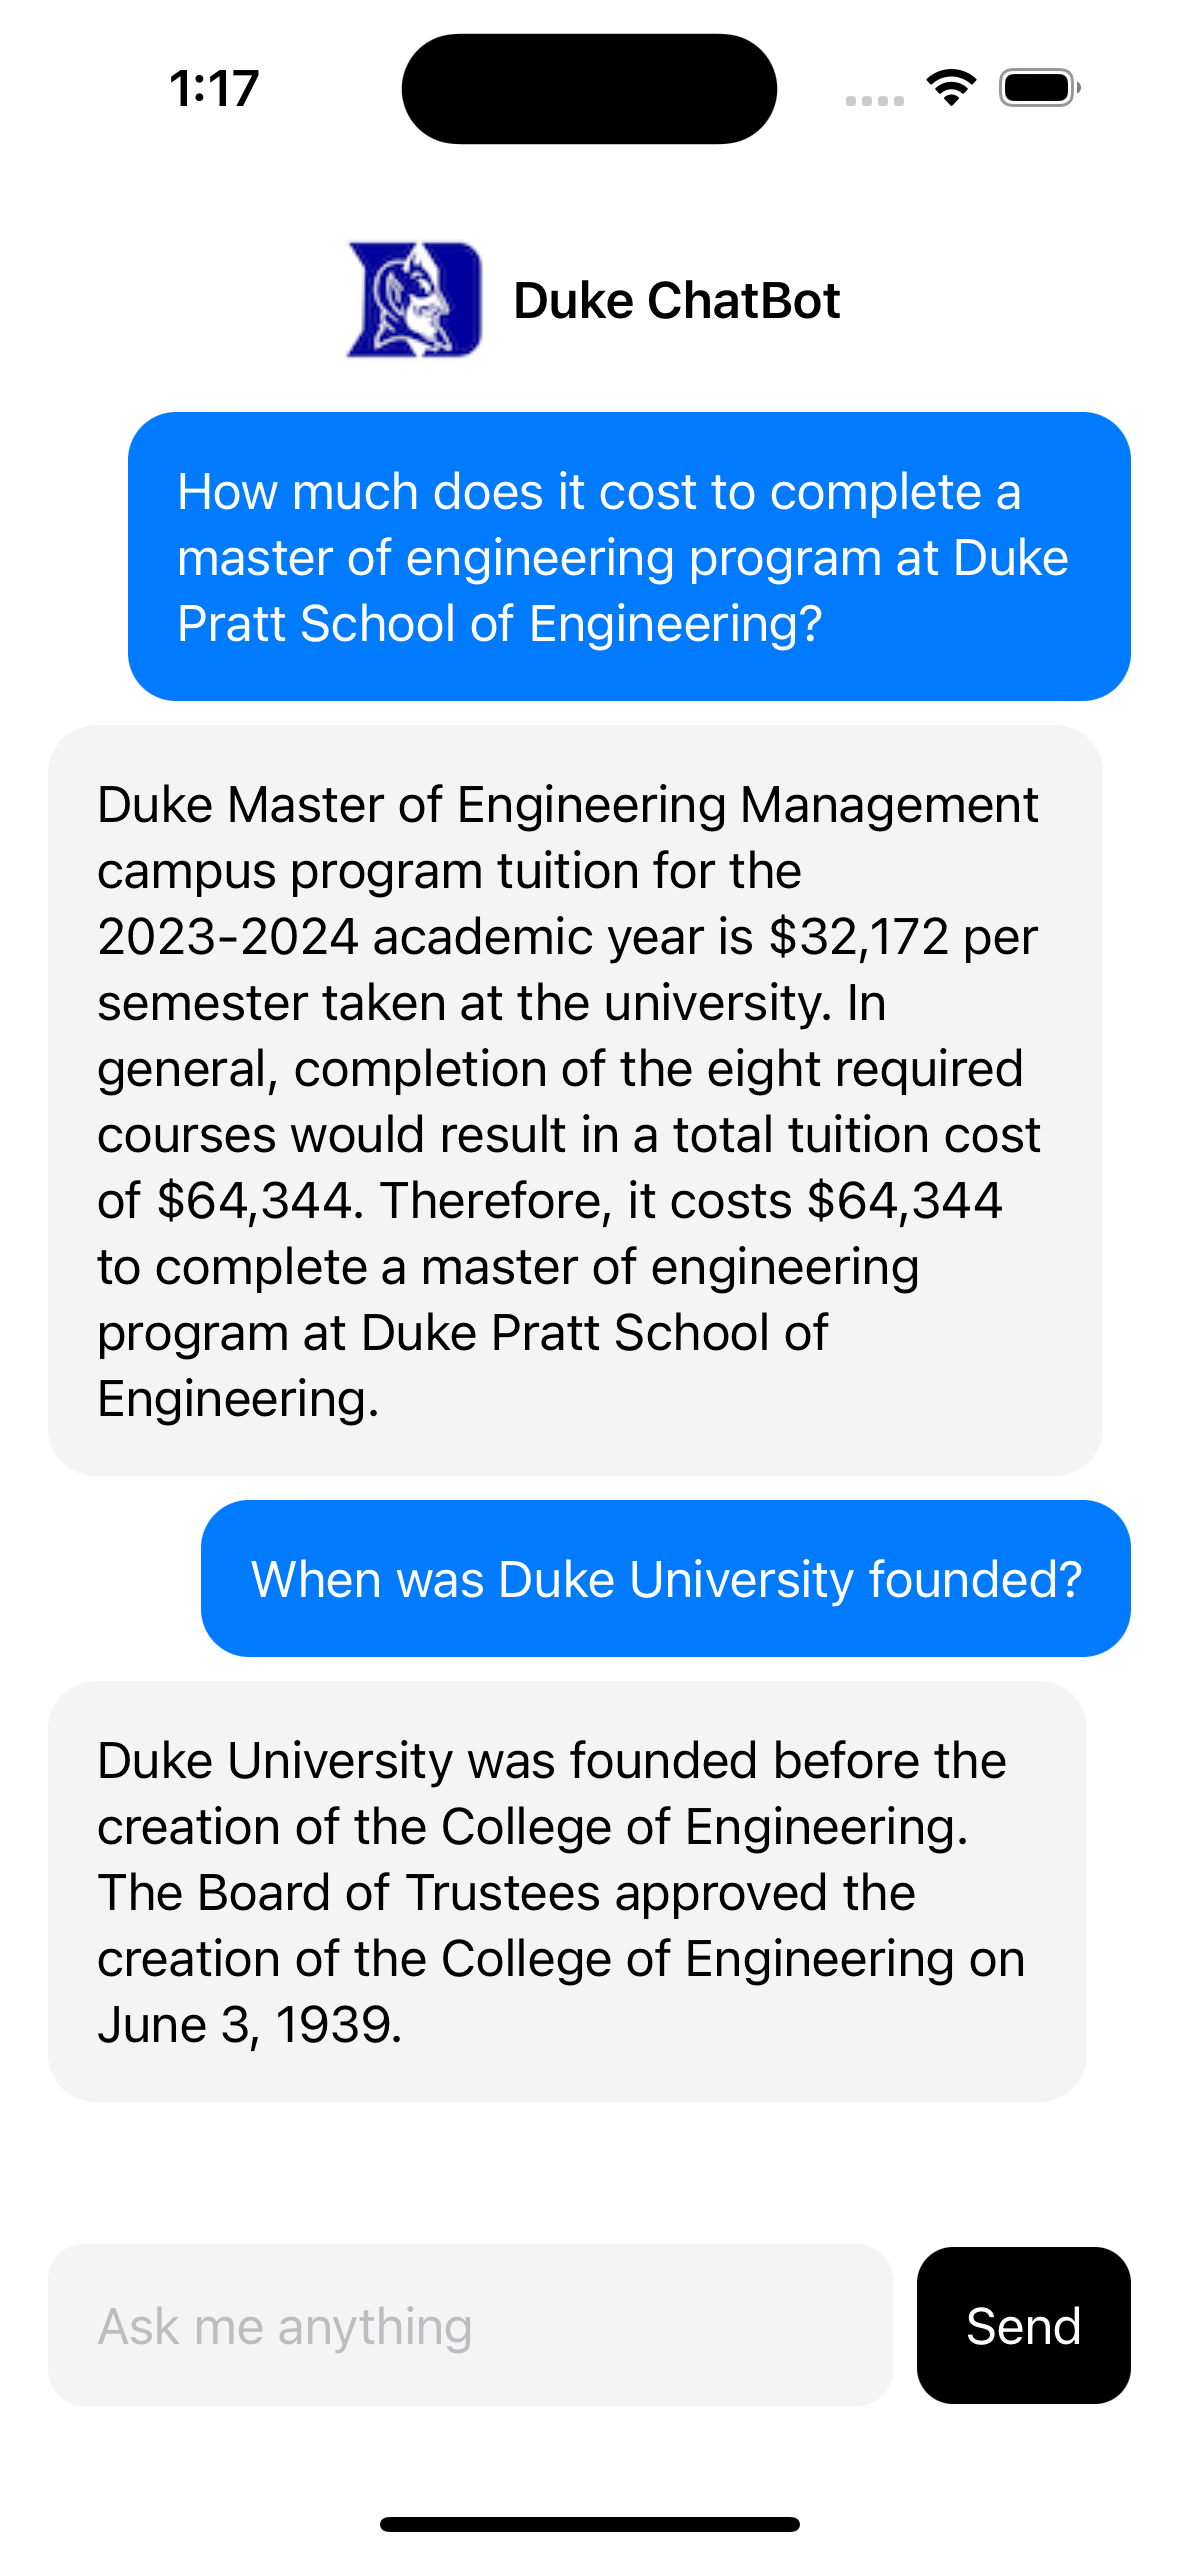 1:17
Duke ChatBot
How much does it cost to complete a
master of engineering program at Duke
Pratt School of Engineering?
Duke Master of Engineering Management
campus program tuition for the
2023-2024 academic year is $32,172 per
semester taken at the university. In
general, completion of the eight required
courses would result in a total tuition cost
of $64,344. Therefore, it costs $64,344
to complete a master of engineering
program at Duke Pratt School of
Engineering.
When was Duke University founded?
Duke University was founded before the
creation of the College of Engineering.
The Board of Trustees approved the
creation of the College of Engineering on
June 3, 1939.
Ask me anything
Send